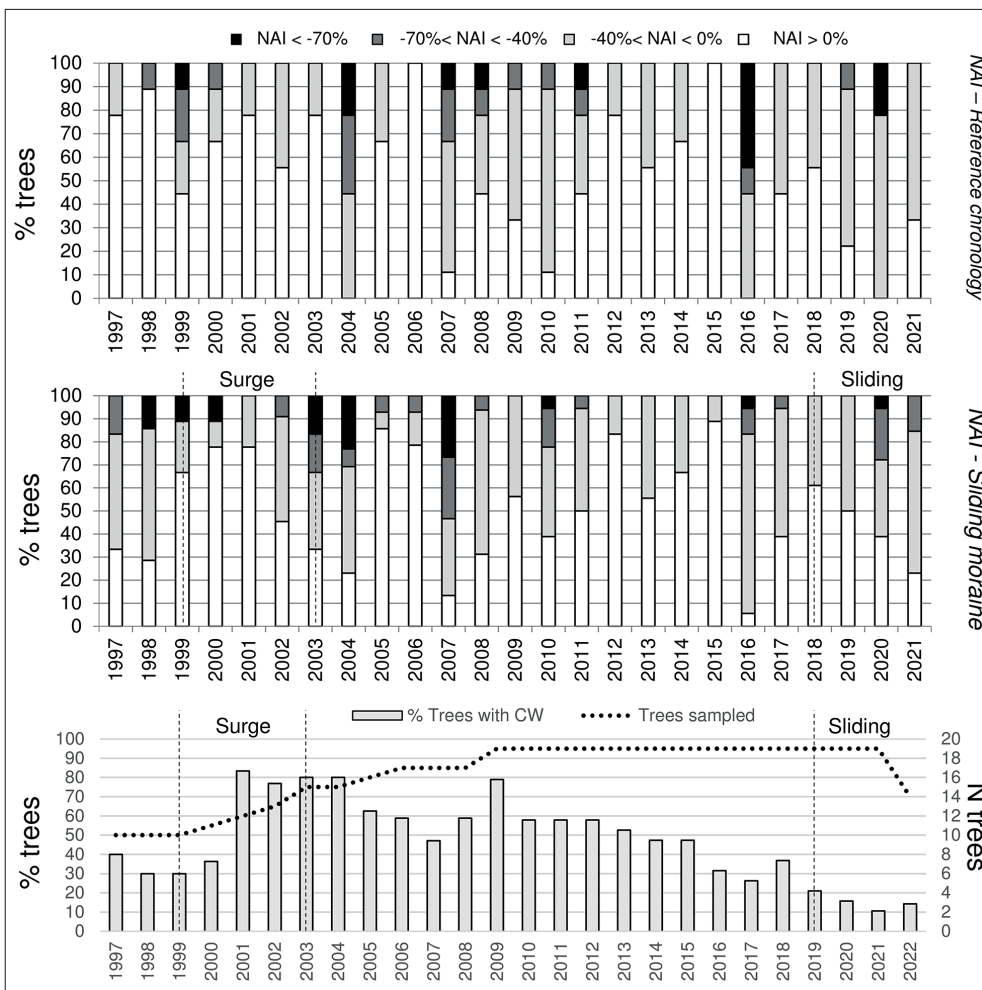 NAI < -70% -70%< NAI < -40% -40%< NAI < 0% NAI > 0%
NAI – Reference chronology
% trees
100
90
80
70
60
50
40
30
20
10
0
1997 1998 1999 2000 2001 2002 2003 2004 2005 2006 2007 2008 2009 2010 2011 2012 2013 2014 2015 2016 2017 2018 2019 2020 2021
Surge Sliding
NAI - Sliding moraine
% trees
100
90
80
70
60
50
40
30
20
10
0
1997 1998 1999 2000 2001 2002 2003 2004 2005 2006 2007 2008 2009 2010 2011 2012 2013 2014 2015 2016 2017 2018 2019 2020 2021
Surge % Trees with CW Trees sampled Sliding
% trees
100 20
90 18
80 16
70 14
60 12
50 10
40 8
30 6
20 4
10 2
0 0
N trees
1997 1998 1999 2000 2001 2002 2003 2004 2005 2006 2007 2008 2009 2010 2011 2012 2013 2014 2015 2016 2017 2018 2019 2020 2021 2022